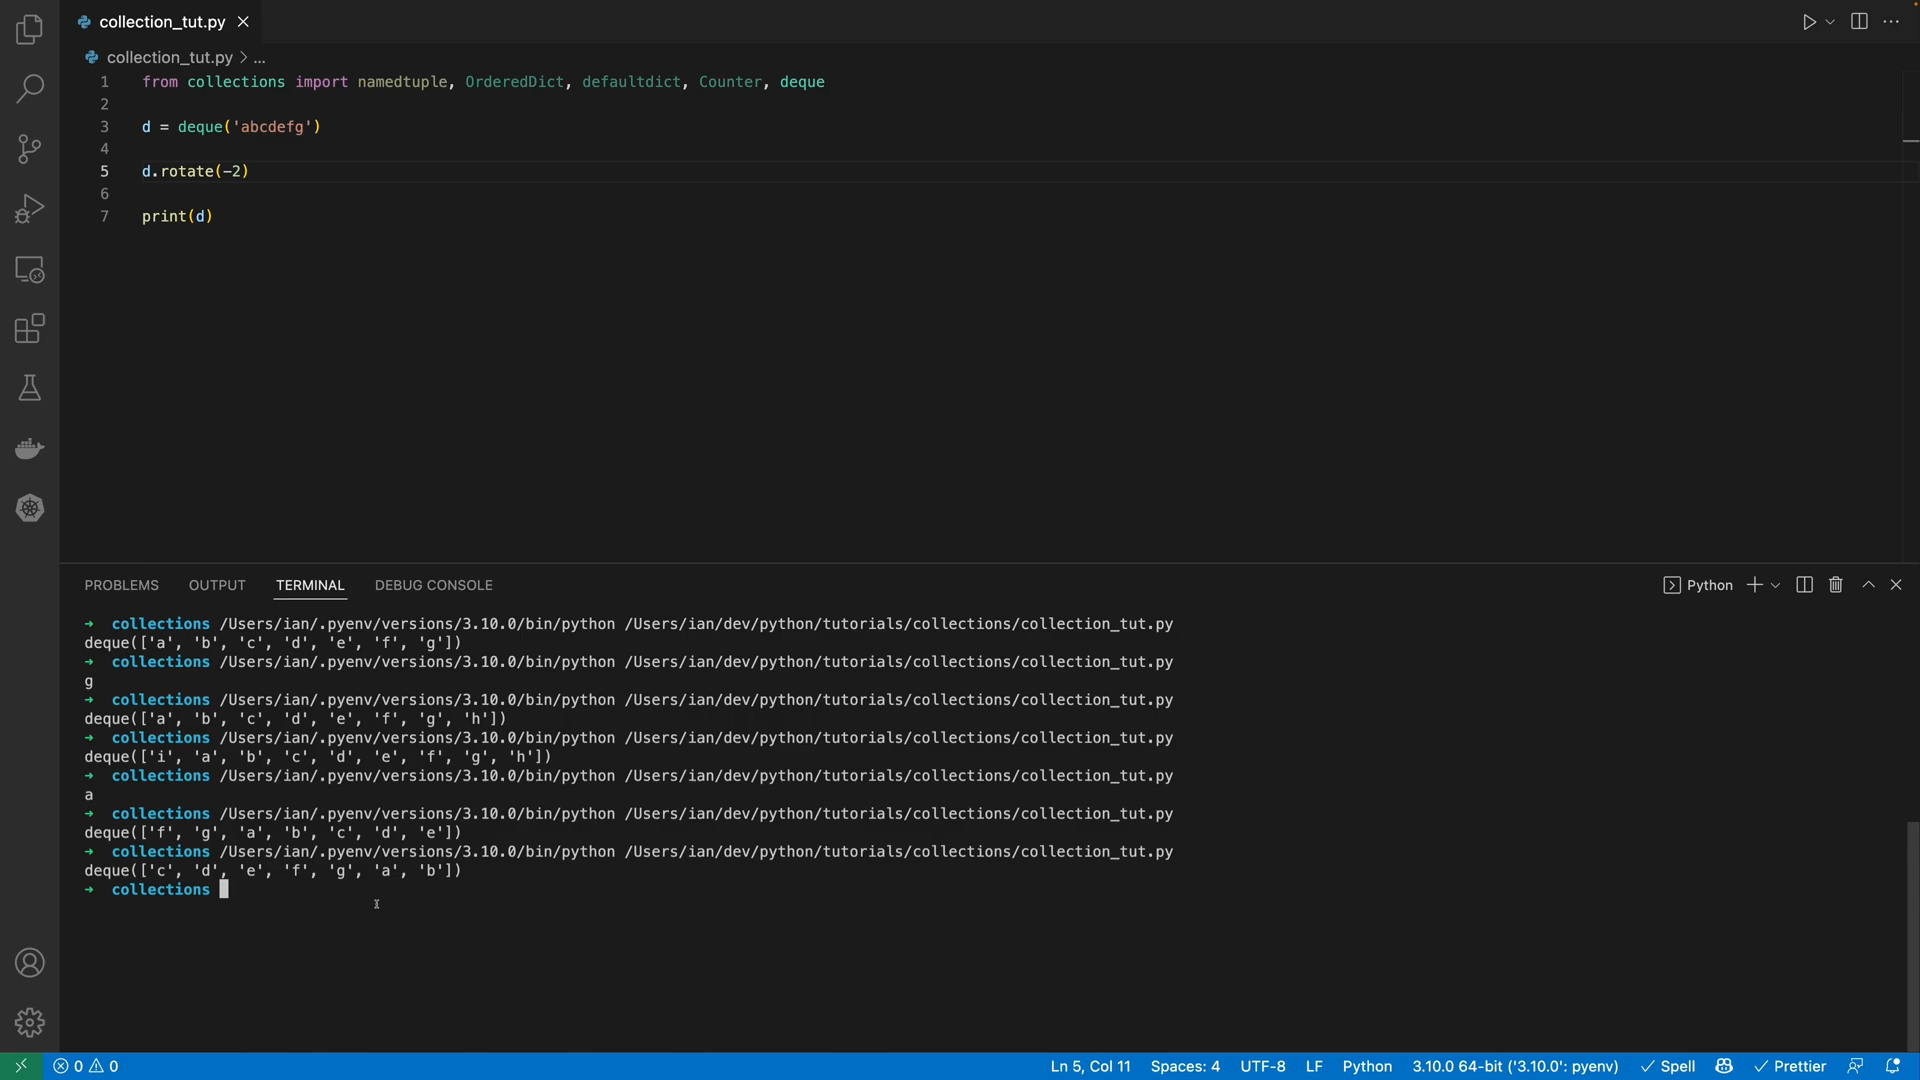 collection_tut.py
collection_tut.py > ...
1 from collections import namedtuple, OrderedDict, defaultdict, Counter, deque
2
3 d = deque('abcdefg')
4
5 d.rotate(-2)
6
7 print(d)
PROBLEMS OUTPUT TERMINAL DEBUG CONSOLE Python
➜ collections /Users/ian/.pyenv/versions/3.10.0/bin/python /Users/ian/dev/python/tutorials/collections/collection_tut.py
deque(['a', 'b', 'c', 'd', 'e', 'f', 'g'])
➜ collections /Users/ian/.pyenv/versions/3.10.0/bin/python /Users/ian/dev/python/tutorials/collections/collection_tut.py
g
➜ collections /Users/ian/.pyenv/versions/3.10.0/bin/python /Users/ian/dev/python/tutorials/collections/collection_tut.py
deque(['a', 'b', 'c', 'd', 'e', 'f', 'g', 'h'])
➜ collections /Users/ian/.pyenv/versions/3.10.0/bin/python /Users/ian/dev/python/tutorials/collections/collection_tut.py
deque(['i', 'a', 'b', 'c', 'd', 'e', 'f', 'g', 'h'])
➜ collections /Users/ian/.pyenv/versions/3.10.0/bin/python /Users/ian/dev/python/tutorials/collections/collection_tut.py
a
➜ collections /Users/ian/.pyenv/versions/3.10.0/bin/python /Users/ian/dev/python/tutorials/collections/collection_tut.py
deque(['f', 'g', 'a', 'b', 'c', 'd', 'e'])
➜ collections /Users/ian/.pyenv/versions/3.10.0/bin/python /Users/ian/dev/python/tutorials/collections/collection_tut.py
deque(['c', 'd', 'e', 'f', 'g', 'a', 'b'])
➜ collections
0 0 Ln 5, Col 11 Spaces: 4 UTF-8 LF Python 3.10.0 64-bit ('3.10.0': pyenv) Spell Prettier